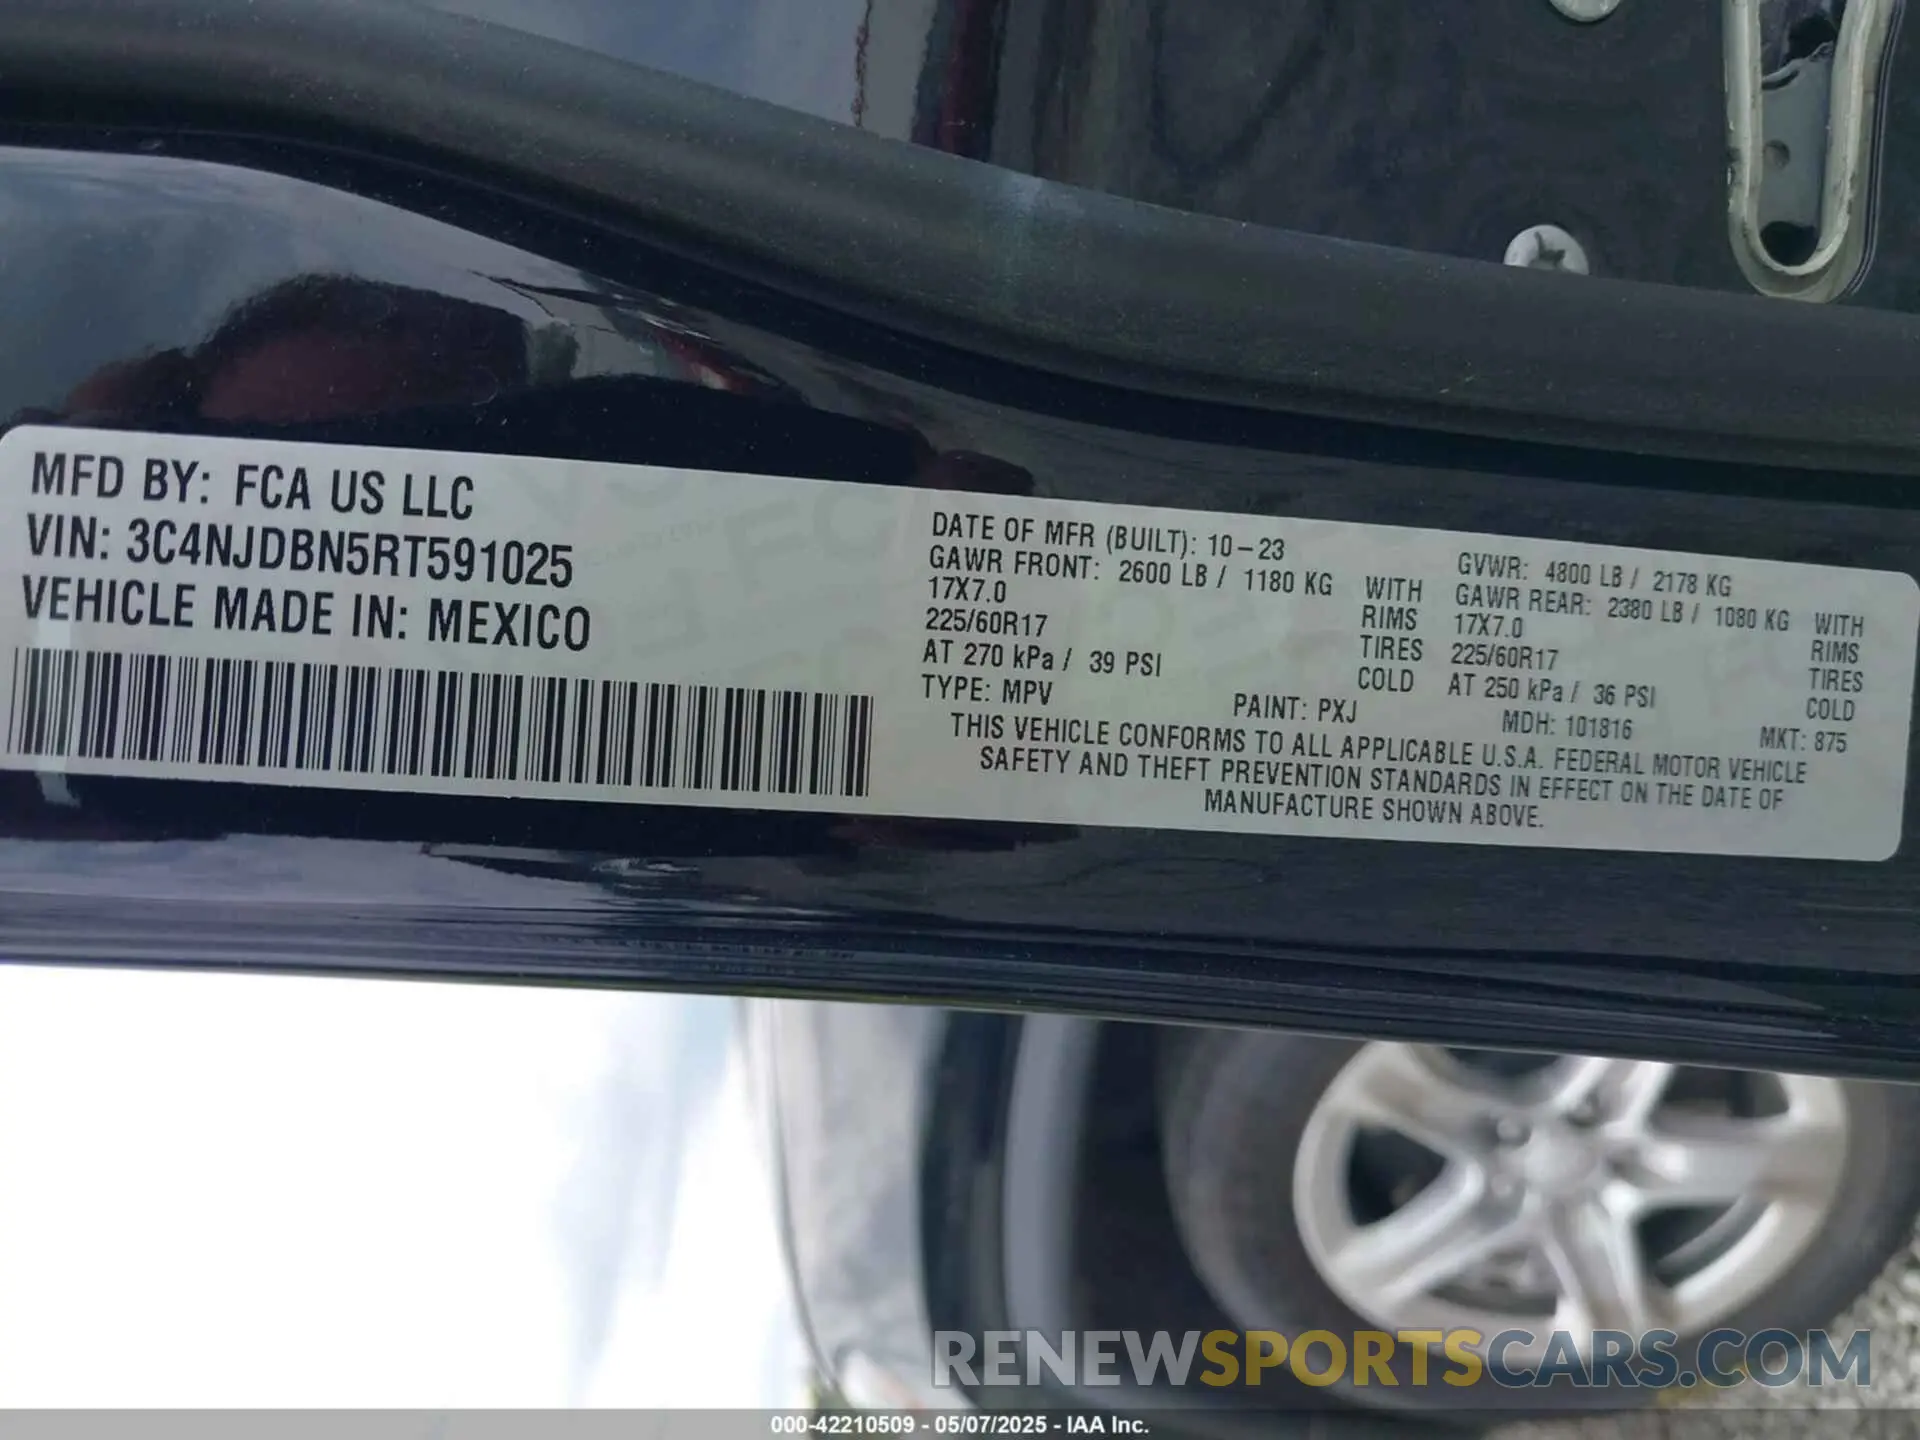 MFD BY: FCA US LLC
VIN: 3C4NJDBN5RT591025
VEHICLE MADE IN: MEXICO
DATE OF MFR (BUILT): 10-23
GVWR: 4800 LB / 2178 KG
GAWR FRONT: 2600 LB / 1180 KG WITH
17X7.0 RIMS
225/60R17 TIRES
AT 270 kPa / 39 PSI COLD
GAWR REAR: 2380 LB / 1080 KG WITH
17X7.0 RIMS
225/60R17 TIRES
AT 250 kPa / 36 PSI COLD
TYPE: MPV PAINT: PXJ MDH: 101816 MKT: 875
THIS VEHICLE CONFORMS TO ALL APPLICABLE U.S.A. FEDERAL MOTOR VEHICLE
SAFETY AND THEFT PREVENTION STANDARDS IN EFFECT ON THE DATE OF
MANUFACTURE SHOWN ABOVE.
RENEWSPORTSCARS.COM
000-42210509 - 05/07/2025 - IAA Inc.